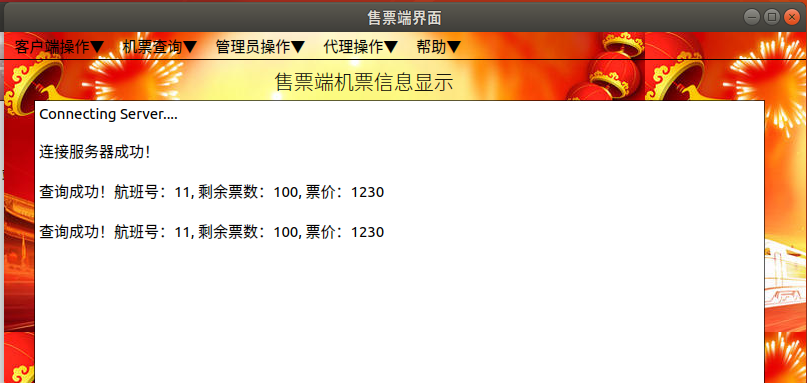 售票端界面
客户端操作▼ 机票查询▼ 管理员操作▼ 代理操作▼ 帮助▼
售票端机票信息显示
Connecting Server....
连接服务器成功！
查询成功！航班号：11, 剩余票数：100, 票价：1230
查询成功！航班号：11, 剩余票数：100, 票价：1230